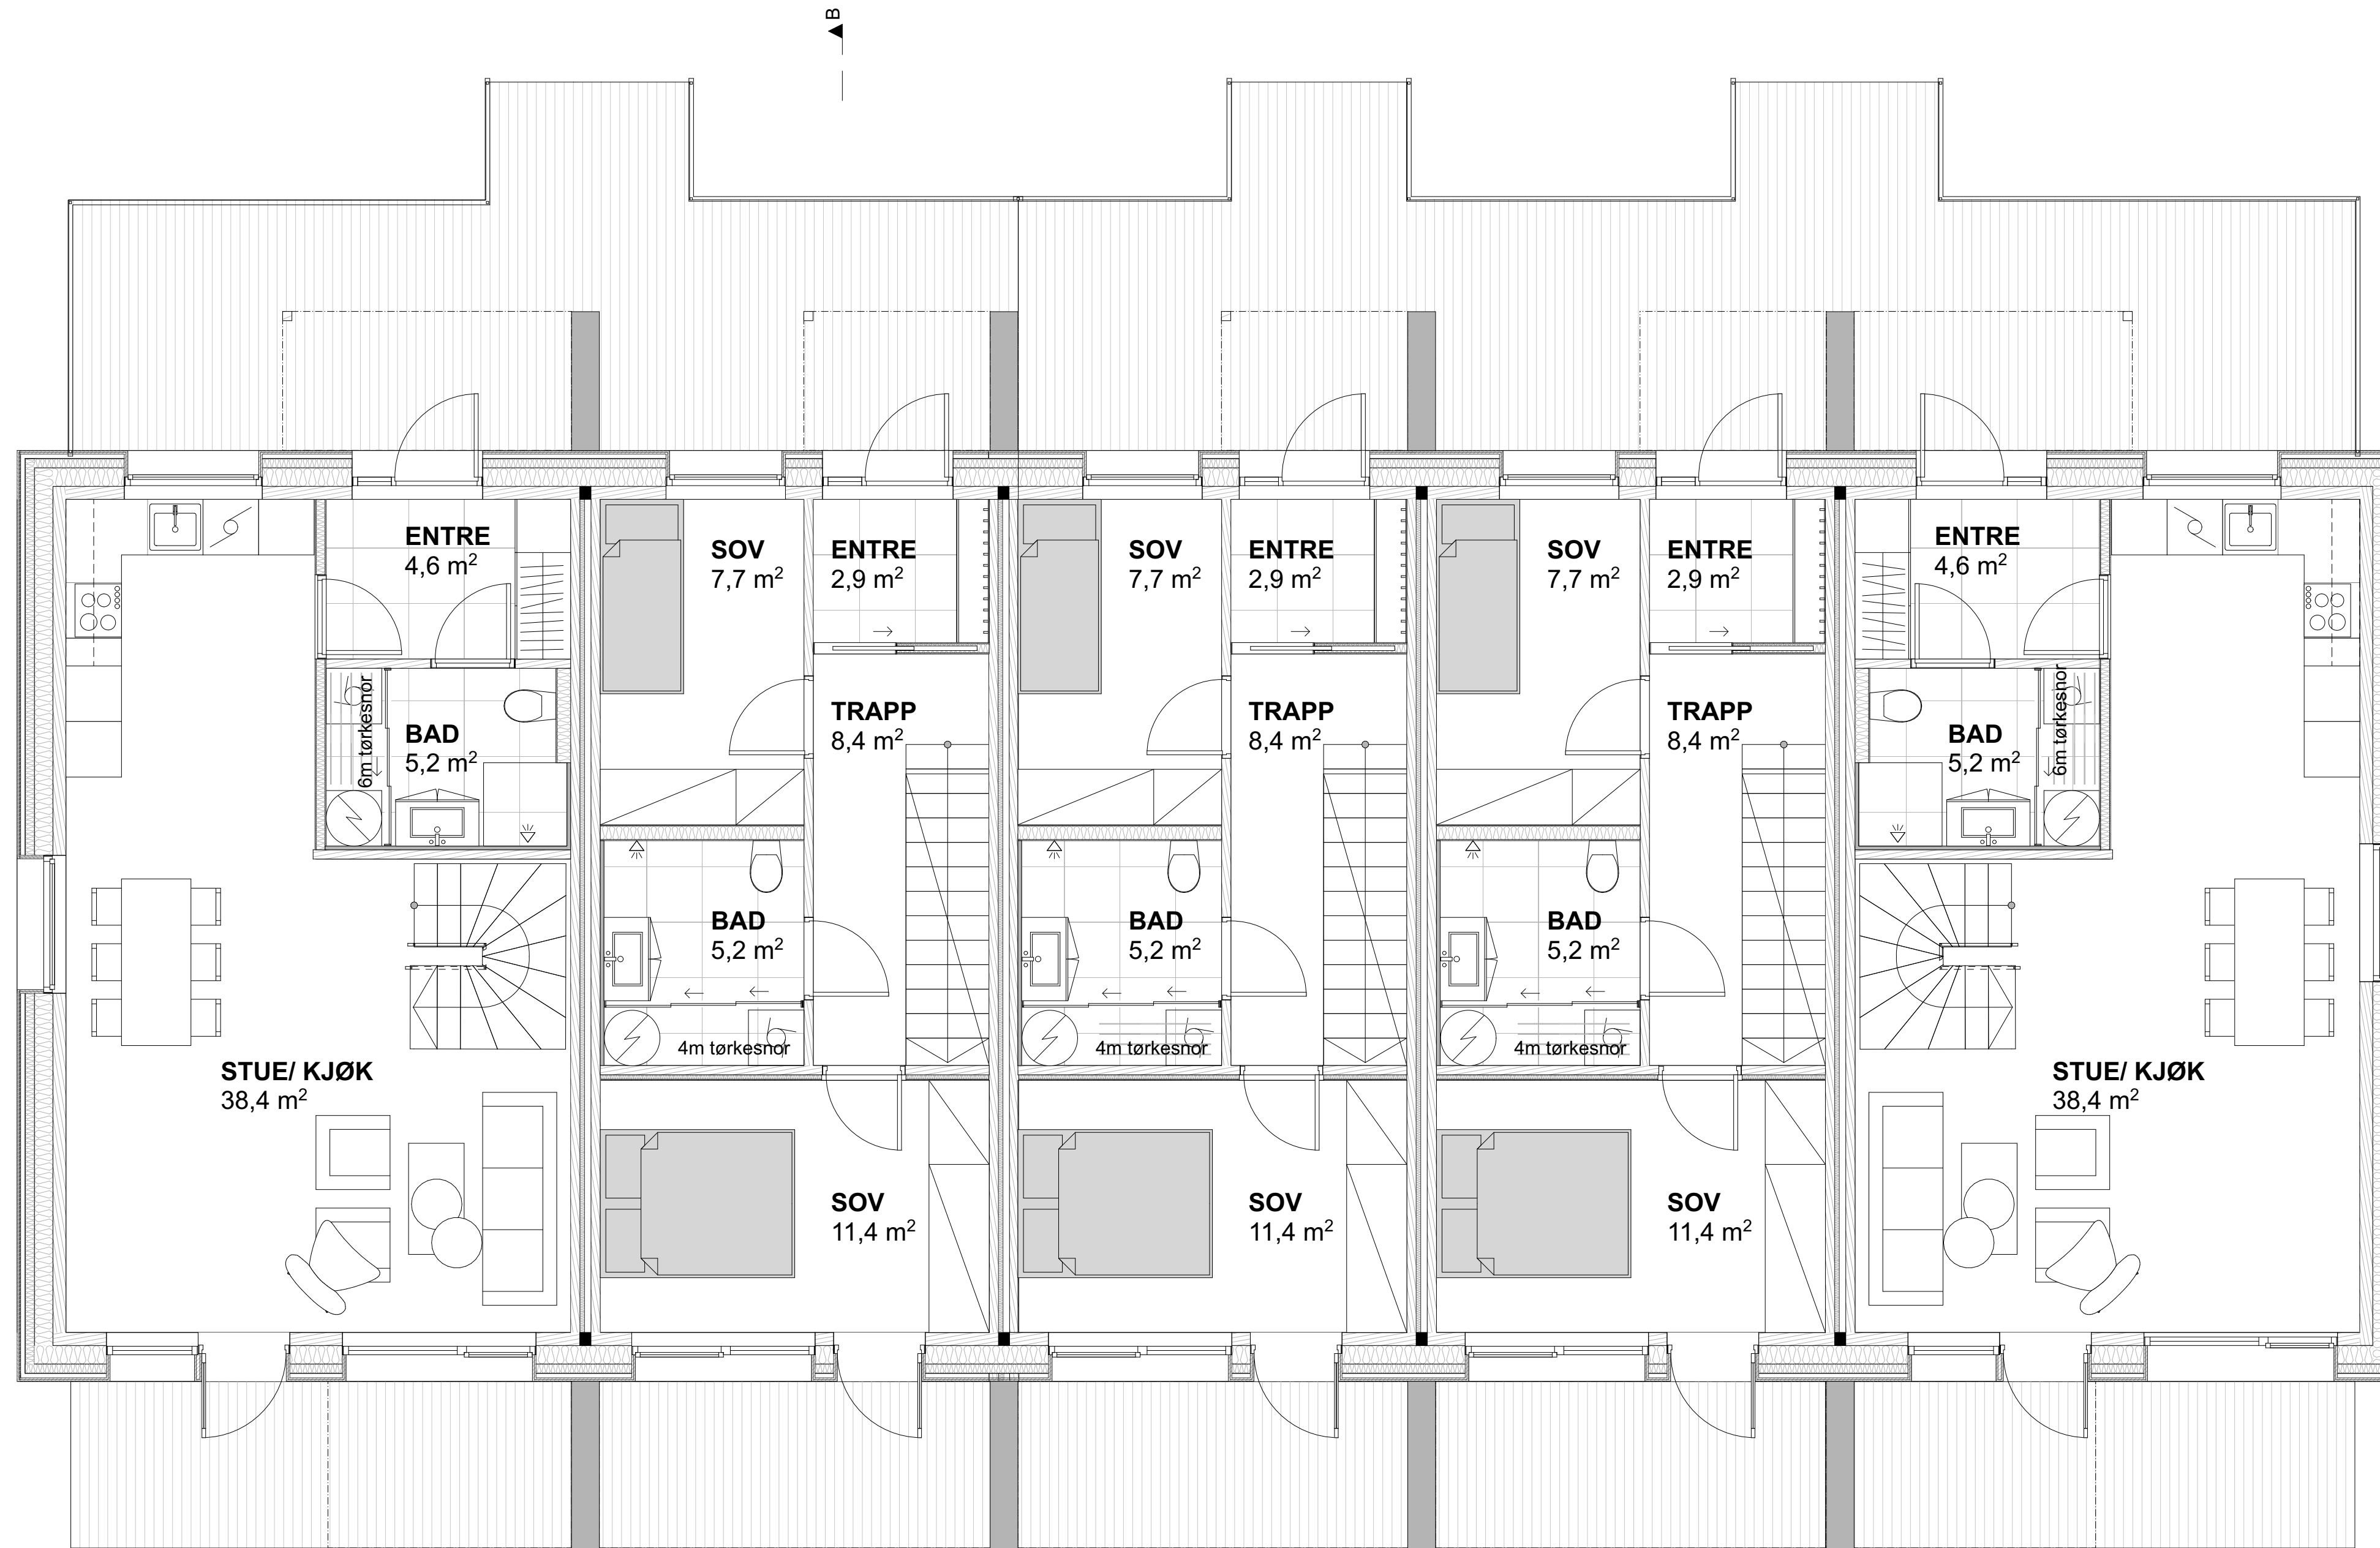 B
ENTRE
4,6 m²
SOV
7,7 m²
ENTRE
2,9 m²
SOV
7,7 m²
ENTRE
2,9 m²
SOV
7,7 m²
ENTRE
2,9 m²
ENTRE
4,6 m²
6m tørkesnor
BAD
5,2 m²
TRAPP
8,4 m²
TRAPP
8,4 m²
TRAPP
8,4 m²
BAD
5,2 m²
6m tørkesnor
BAD
5,2 m²
BAD
5,2 m²
BAD
5,2 m²
4m tørkesnor
4m tørkesnor
4m tørkesnor
STUE/ KJØK
38,4 m²
STUE/ KJØK
38,4 m²
SOV
11,4 m²
SOV
11,4 m²
SOV
11,4 m²